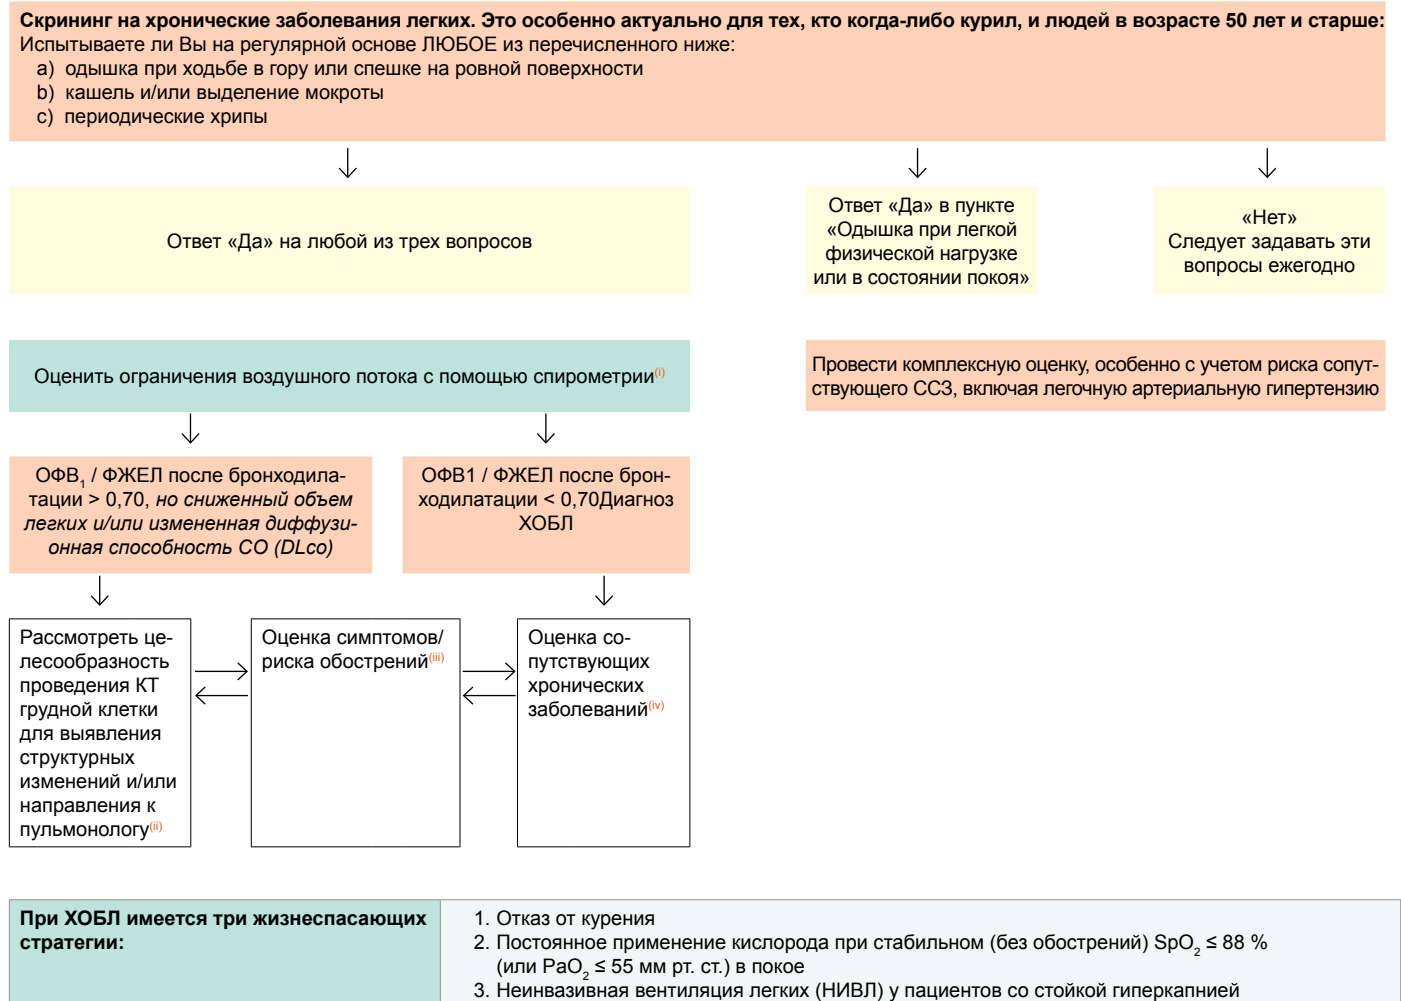 Скрининг на хронические заболевания легких. Это особенно актуально для тех, кто когда-либо курил, и людей в возрасте 50 лет и старше:
Испытываете ли Вы на регулярной основе ЛЮБОЕ из перечисленного ниже:
a) одышка при ходьбе в гору или спешке на ровной поверхности
b) кашель и/или выделение мокроты
c) периодические хрипы
Ответ «Да» на любой из трех вопросов
Ответ «Да» в пункте
«Одышка при легкой
физической нагрузке
или в состоянии покоя»
«Нет»
Следует задавать эти
вопросы ежегодно
Оценить ограничения воздушного потока с помощью спирометрии(i)
Провести комплексную оценку, особенно с учетом риска сопут-
ствующего ССЗ, включая легочную артериальную гипертензию
ОФВ₁ / ФЖЕЛ после бронходила-
тации > 0,70, но сниженный объем
легких и/или измененная диффузи-
онная способность CO (DLco)
ОФВ1 / ФЖЕЛ после брон-
ходилатации < 0,70Диагноз
ХОБЛ
Рассмотреть це-
лесообразность
проведения КТ
грудной клетки
для выявления
структурных
изменений и/или
направления к
пульмонологу(ii)
Оценка симптомов/
риска обострений(iii)
Оценка со-
путствующих
хронических
заболеваний(iv)
При ХОБЛ имеется три жизнеспасающих
стратегии:
1. Отказ от курения
2. Постоянное применение кислорода при стабильном (без обострений) SpO₂ ≤ 88 %
(или PaO₂ ≤ 55 мм рт. ст.) в покое
3. Неинвазивная вентиляция легких (НИВЛ) у пациентов со стойкой гиперкапнией